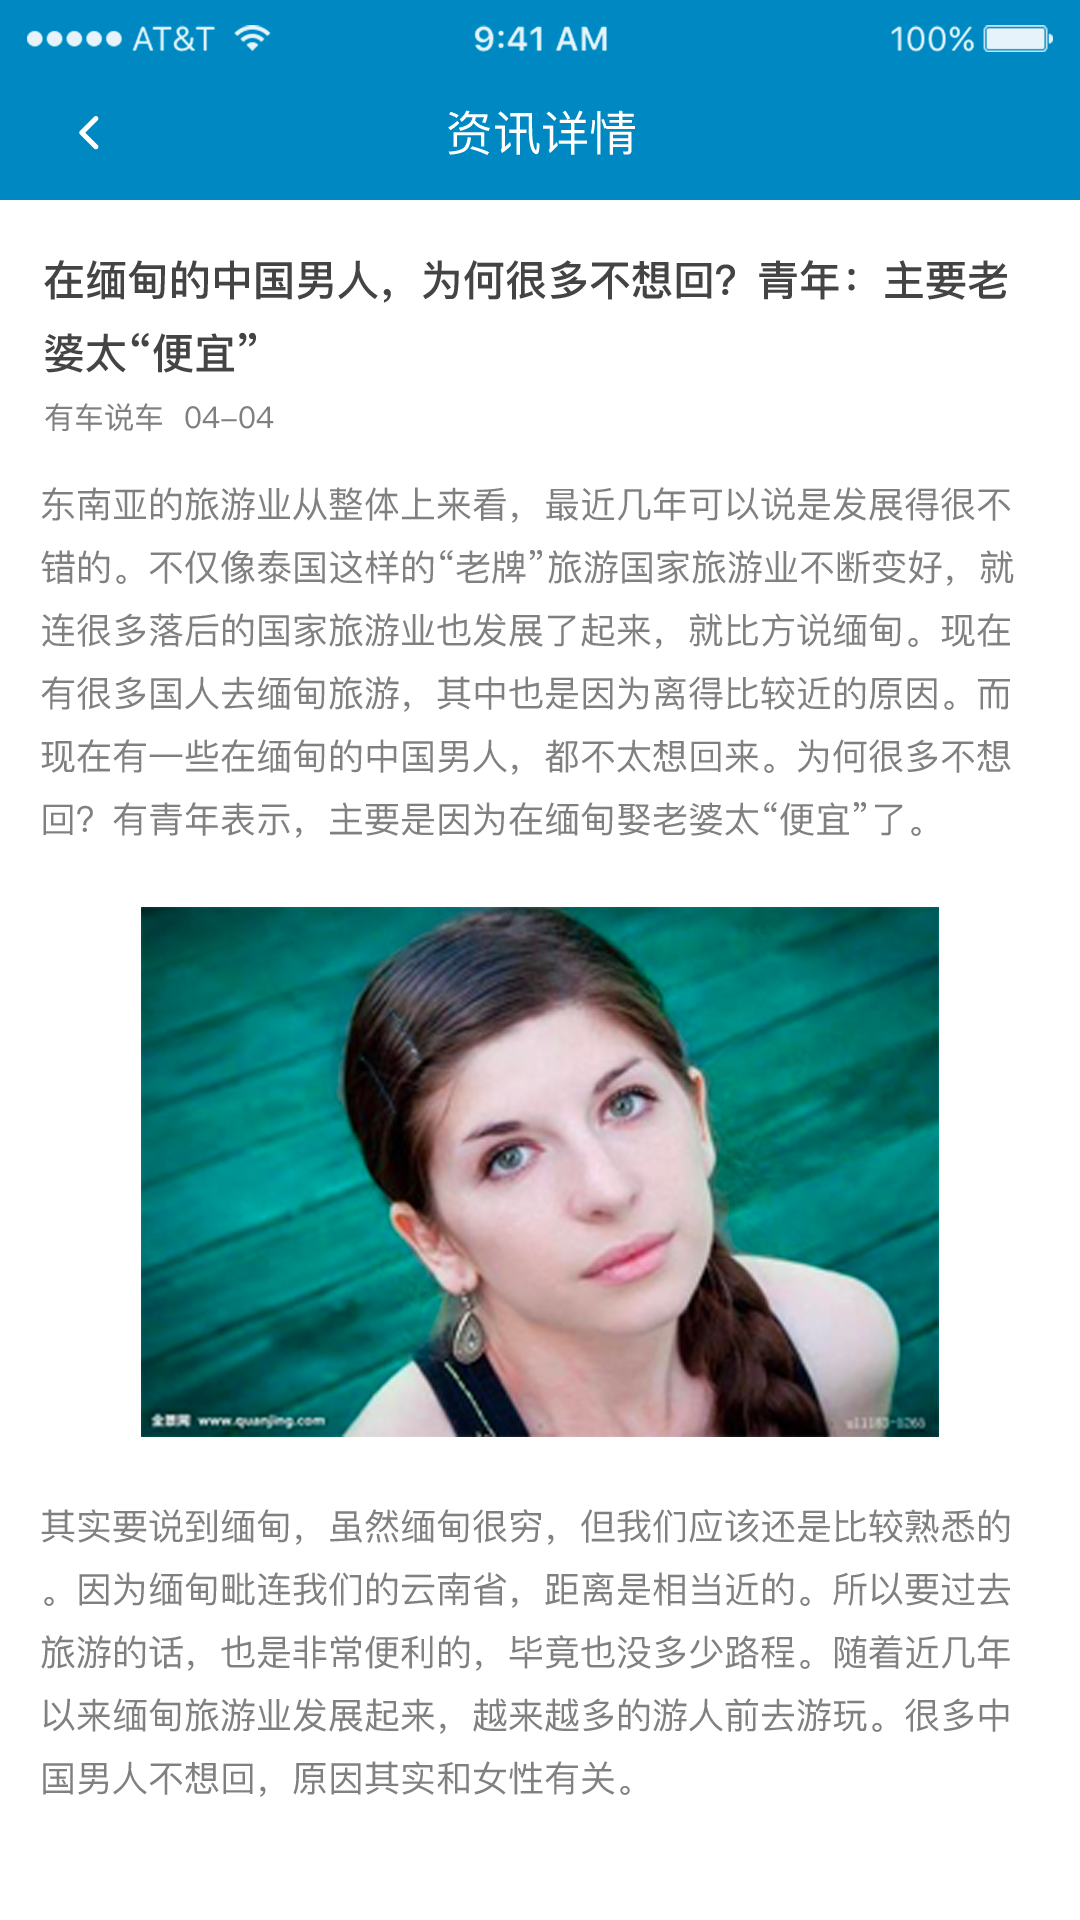 AT&T 9:41 AM 100%
资讯详情
在缅甸的中国男人，为何很多不想回？青年：主要老
婆太“便宜”
有车说车 04-04
东南亚的旅游业从整体上来看，最近几年可以说是发展得很不
错的。不仅像泰国这样的“老牌”旅游国家旅游业不断变好，就
连很多落后的国家旅游业也发展了起来，就比方说缅甸。现在
有很多国人去缅甸旅游，其中也是因为离得比较近的原因。而
现在有一些在缅甸的中国男人，都不太想回来。为何很多不想
回？有青年表示，主要是因为在缅甸娶老婆太“便宜”了。
全景网 www.quanjing.com
其实要说到缅甸，虽然缅甸很穷，但我们应该还是比较熟悉的
。因为缅甸毗连我们的云南省，距离是相当近的。所以要过去
旅游的话，也是非常便利的，毕竟也没多少路程。随着近几年
以来缅甸旅游业发展起来，越来越多的游人前去游玩。很多中
国男人不想回，原因其实和女性有关。